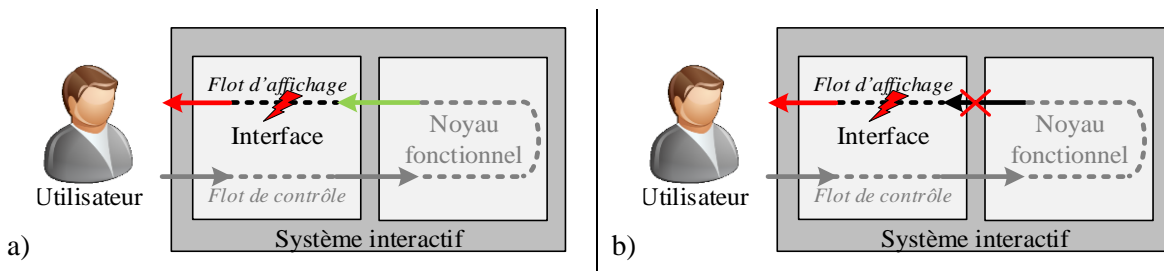 Flot d'affichage
Interface
Noyau
fonctionnel
Flot de contrôle
Utilisateur
Système interactif
a)
Flot d'affichage
Interface
Noyau
fonctionnel
Flot de contrôle
Utilisateur
Système interactif
b)